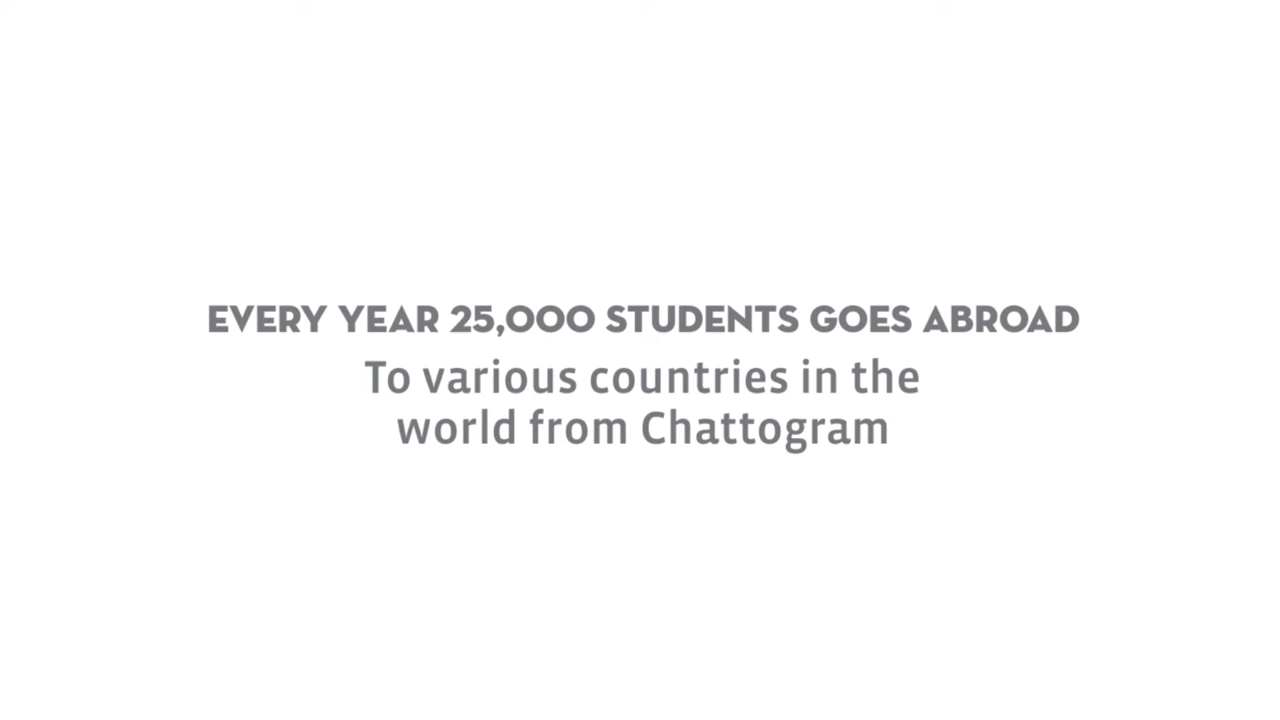 EVERY YEAR 25,000 STUDENTS GOES ABROAD
To various countries in the
world from Chattogram